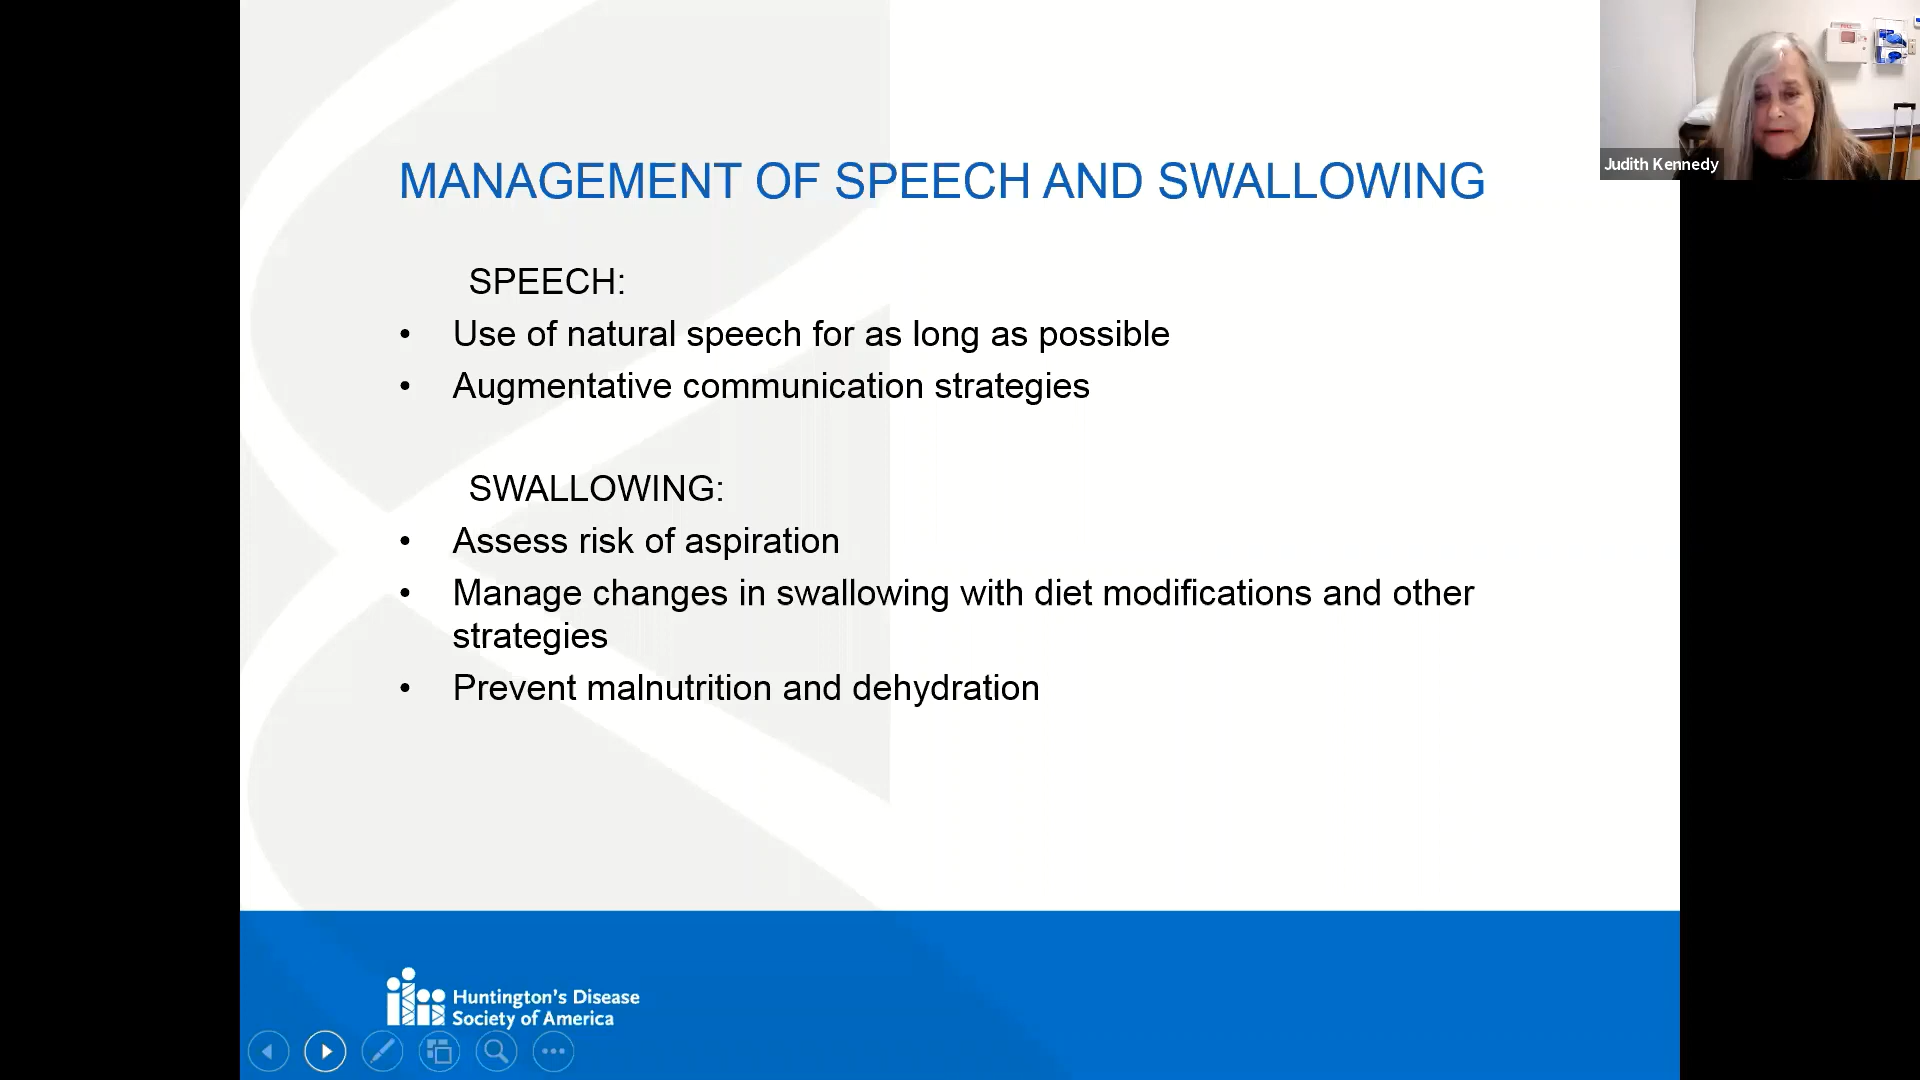 MANAGEMENT OF SPEECH AND SWALLOWING
Judith Kennedy
SPEECH:
• Use of natural speech for as long as possible
• Augmentative communication strategies
SWALLOWING:
• Assess risk of aspiration
• Manage changes in swallowing with diet modifications and other
strategies
• Prevent malnutrition and dehydration
Huntington's Disease
Society of America